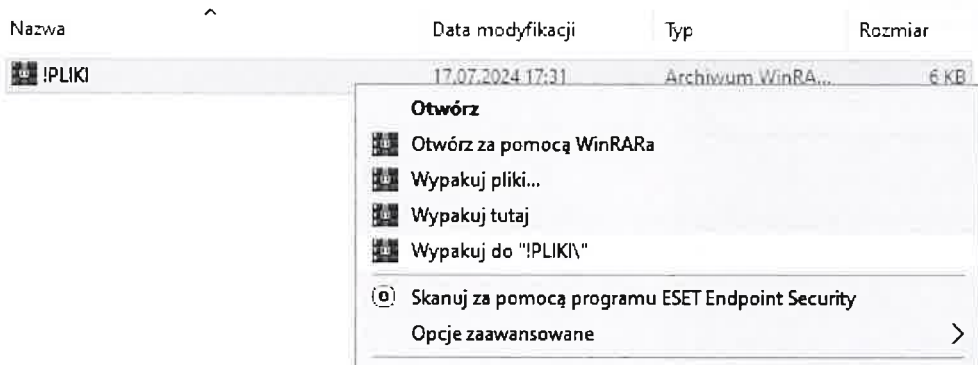 Nazwa Data modyfikacji Typ Rozmiar
!PLIKI 17.07.2024 17:31 Archiwum WinRA... 6 KB
Otwórz
Otwórz za pomocą WinRARa
Wypakuj pliki...
Wypakuj tutaj
Wypakuj do "!PLIKI\"
Skanuj za pomocą programu ESET Endpoint Security
Opcje zaawansowane